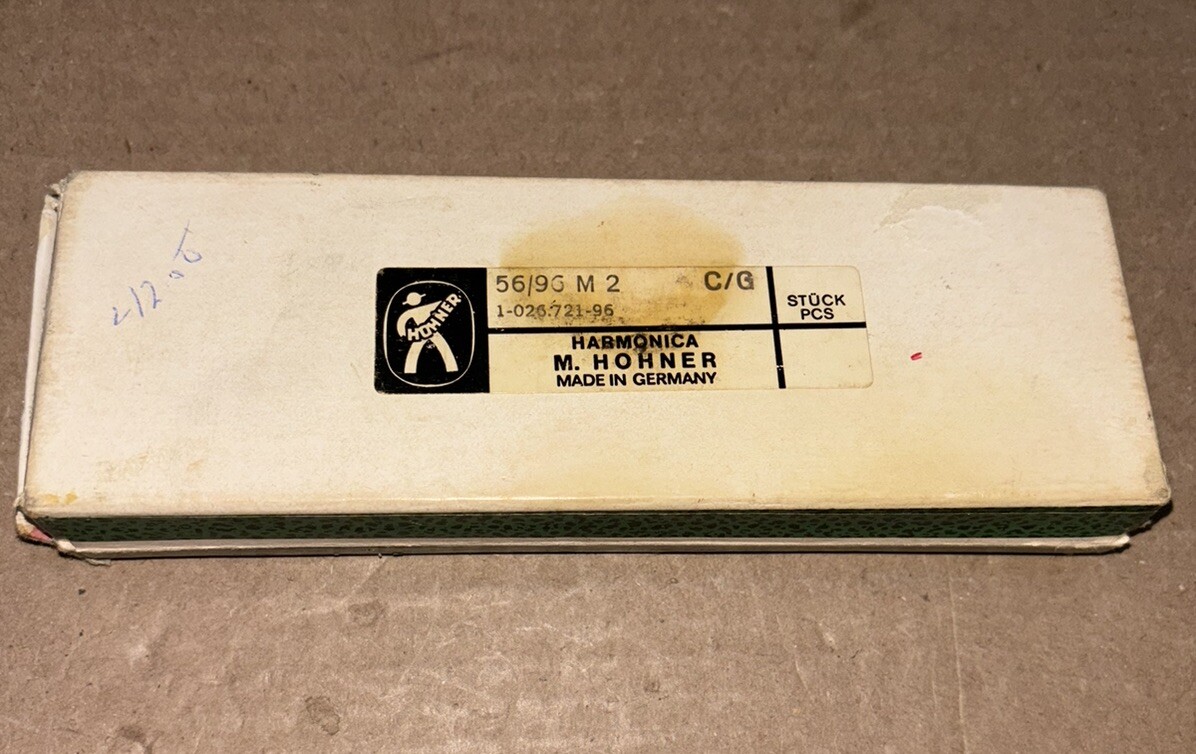 HOHNER
56/96 M 2 C/G
1-026.721-96
STÜCK
PCS
HARMONICA
M. HOHNER
MADE IN GERMANY